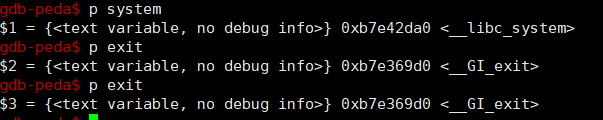 gdb-peda$ p system
$1 = {<text variable, no debug info>} 0xb7e42da0 <__libc_system>
gdb-peda$ p exit
$2 = {<text variable, no debug info>} 0xb7e369d0 <__GI_exit>
gdb-peda$ p exit
$3 = {<text variable, no debug info>} 0xb7e369d0 <__GI_exit>
gdb-peda$